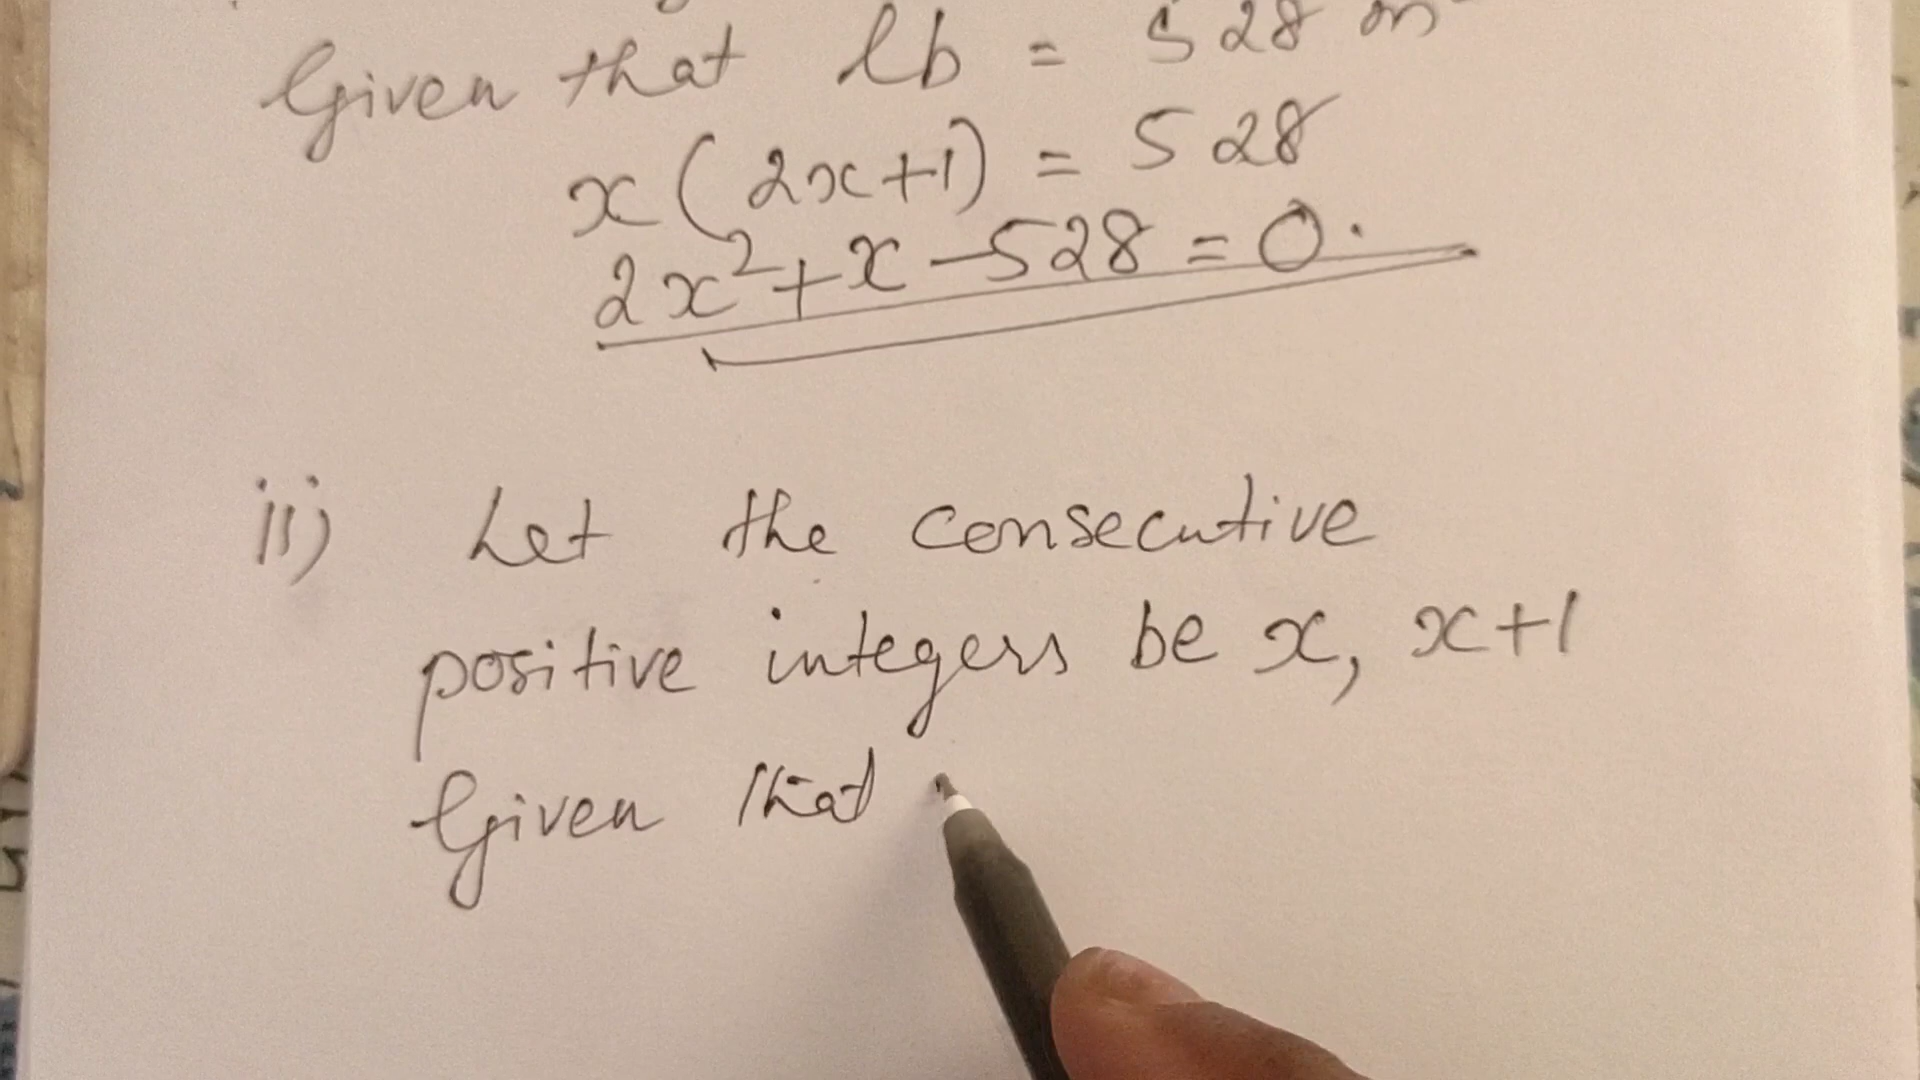 Given that lb = 528 m
x(2x+1) = 528
2x²+x-528 = 0.
ii) Let the consecutive
positive integers be x, x+1
Given that